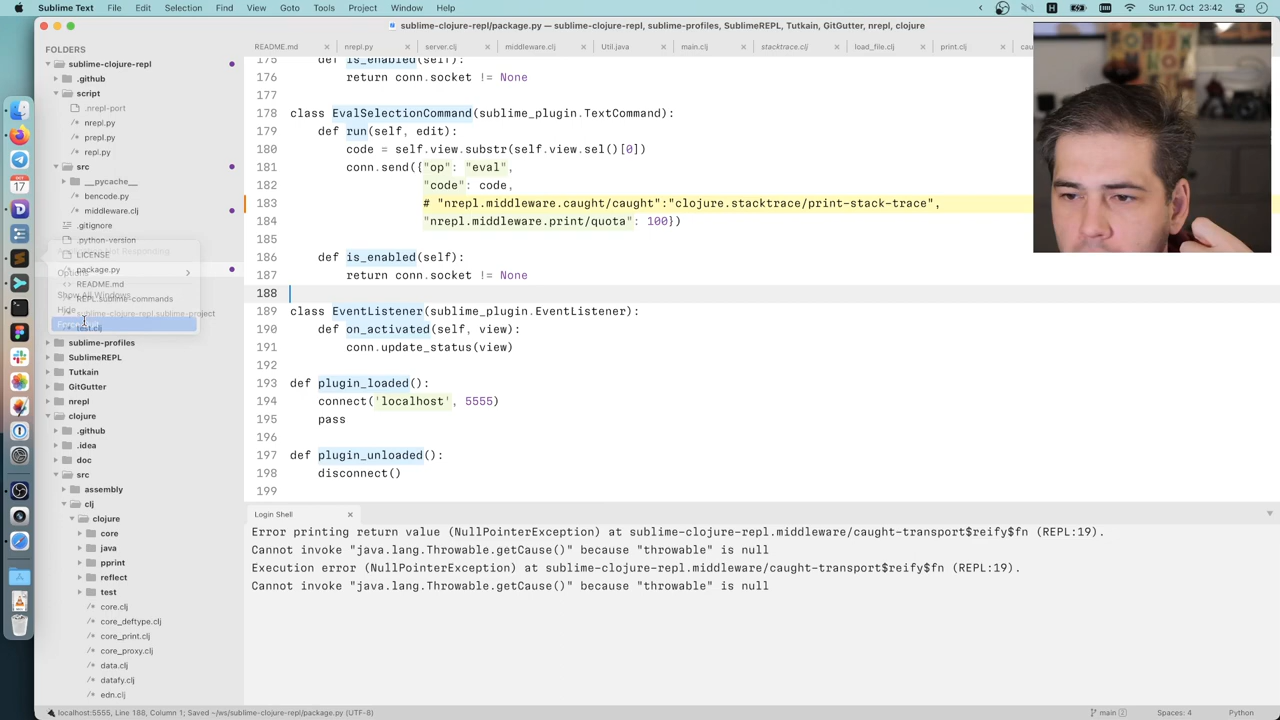 Sublime Text File Edit Selection Find View Goto Tools Project Window Help
Sun 17. Oct 23:42
sublime-clojure-repl/package.py — sublime-clojure-repl, sublime-profiles, SublimeREPL, Tutkain, GitGutter, nrepl, clojure
FOLDERS
sublime-clojure-repl
.github
script
.nrepl-port
nrepl.py
prepl.py
repl.py
src
__pycache__
bencode.py
middleware.clj
.gitignore
.python-version
LICENSE
package.py
Options
README.md
Show All Windows
REPL.sublime-commands
Hide
sublime-clojure-repl.sublime-project
test.clj
sublime-profiles
SublimeREPL
Tutkain
GitGutter
nrepl
clojure
.github
.idea
doc
src
assembly
clj
clojure
core
java
pprint
reflect
test
core.clj
core_deftype.clj
core_print.clj
core_proxy.clj
data.clj
datafy.clj
edn.clj
README.md nrepl.py server.clj middleware.clj Util.java main.clj stacktrace.clj load_file.clj print.clj
175 def is_enabled(self):
176 return conn.socket != None
177
178 class EvalSelectionCommand(sublime_plugin.TextCommand):
179 def run(self, edit):
180 code = self.view.substr(self.view.sel()[0])
181 conn.send({"op": "eval",
182 "code": code,
183 # "nrepl.middleware.caught/caught":"clojure.stacktrace/print-stack-trace",
184 "nrepl.middleware.print/quota": 100})
185
186 def is_enabled(self):
187 return conn.socket != None
188
189 class EventListener(sublime_plugin.EventListener):
190 def on_activated(self, view):
191 conn.update_status(view)
192
193 def plugin_loaded():
194 connect('localhost', 5555)
195 pass
196
197 def plugin_unloaded():
198 disconnect()
199
Login Shell
Error printing return value (NullPointerException) at sublime-clojure-repl.middleware/caught-transport$reify$fn (REPL:19).
Cannot invoke "java.lang.Throwable.getCause()" because "throwable" is null
Execution error (NullPointerException) at sublime-clojure-repl.middleware/caught-transport$reify$fn (REPL:19).
Cannot invoke "java.lang.Throwable.getCause()" because "throwable" is null
localhost:5555, Line 188, Column 1; Saved ~/ws/sublime-clojure-repl/package.py (UTF-8)
main 2 Spaces: 4 Python